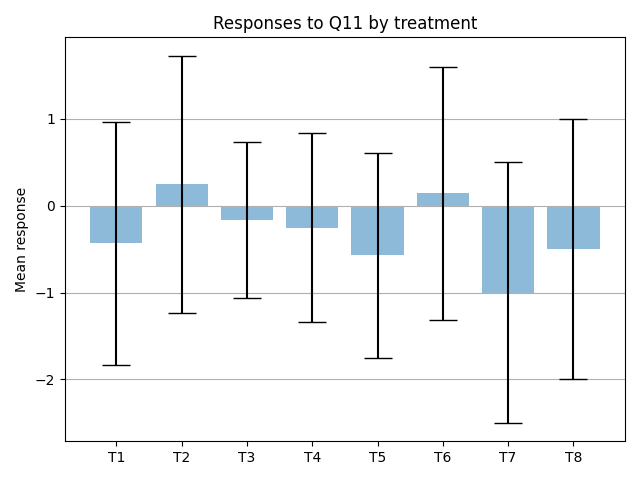 Responses to Q11 by treatment
Mean response
1
0
−1
−2
T1 T2 T3 T4 T5 T6 T7 T8